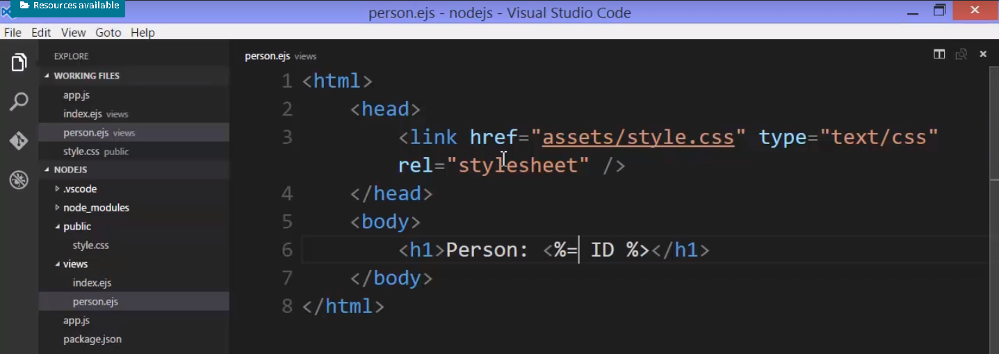 Resources available
person.ejs - nodejs - Visual Studio Code
File Edit View Goto Help
EXPLORE
WORKING FILES
app.js
index.ejs views
person.ejs views
style.css public
NODEJS
.vscode
node_modules
public
style.css
views
index.ejs
person.ejs
app.js
package.json
person.ejs views
1 <html>
2 <head>
3 <link href="assets/style.css" type="text/css"
rel="stylesheet" />
4 </head>
5 <body>
6 <h1>Person: <%= ID %></h1>
7 </body>
8 </html>